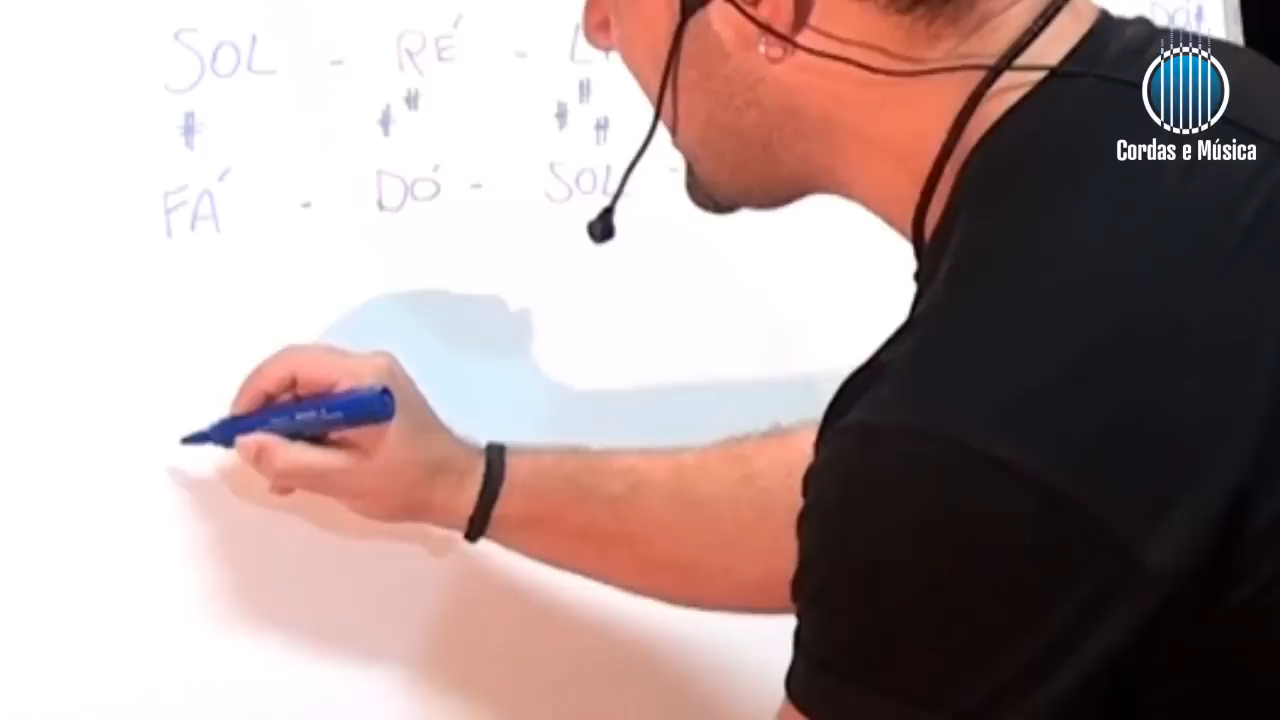 SOL - RÉ -
# # # # # #
FÁ - DÓ - SOL -
Cordas e Música